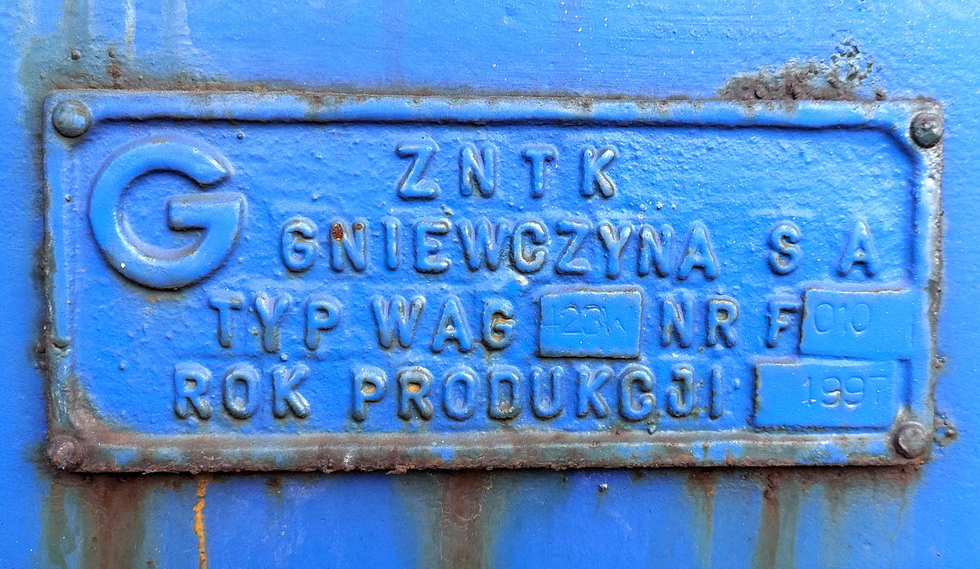 G
ZNTK
GNIEWCZYNA S A
TYP WAG 423W NR F 010
ROK PRODUKCJI 1997